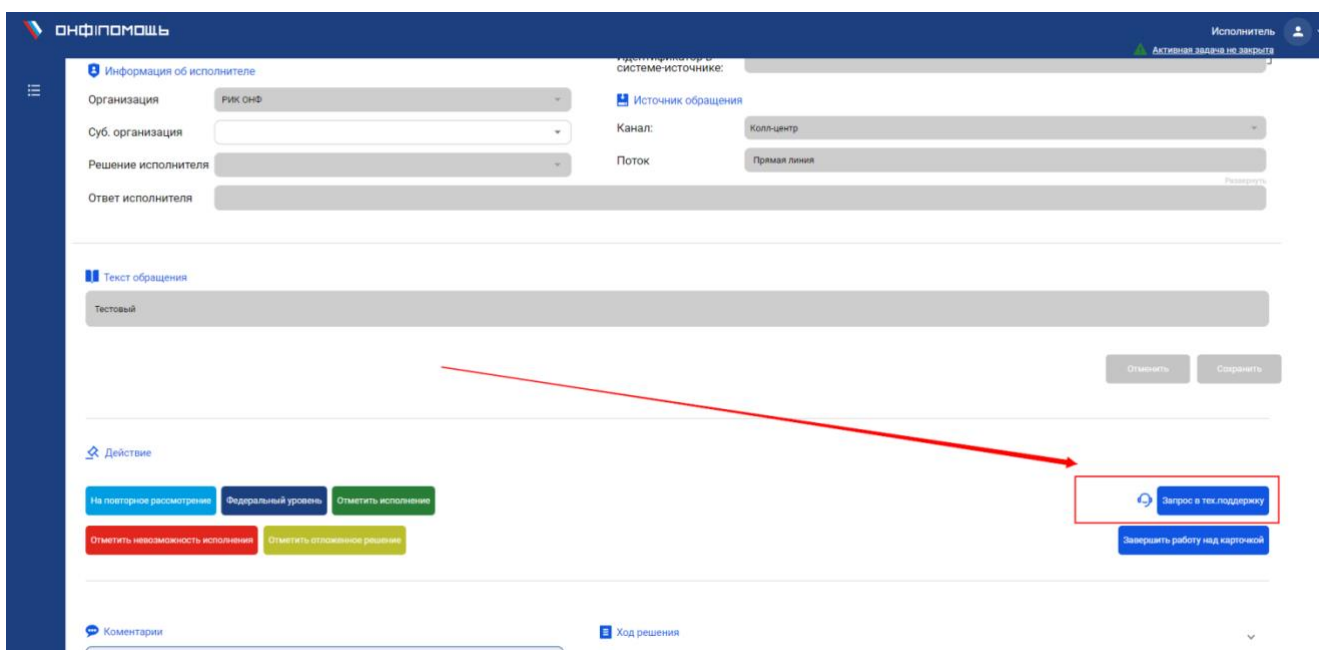 ОНФ|ПОМОЩЬ
Исполнитель
Активная задача не закрыта
Информация об исполнителе
Идентификатор в
системе-источнике:
Организация
РИК ОНФ
Источник обращения
Суб. организация
Канал:
Колл-центр
Решение исполнителя
Поток
Прямая линия
Развернуть
Ответ исполнителя
Текст обращения
Тестовый
Отменить
Сохранить
Действие
На повторное рассмотрение
Федеральный уровень
Отметить исполнение
Запрос в тех.поддержку
Отметить невозможность исполнения
Отметить отложенное решение
Завершить работу над карточкой
Коментарии
Ход решения